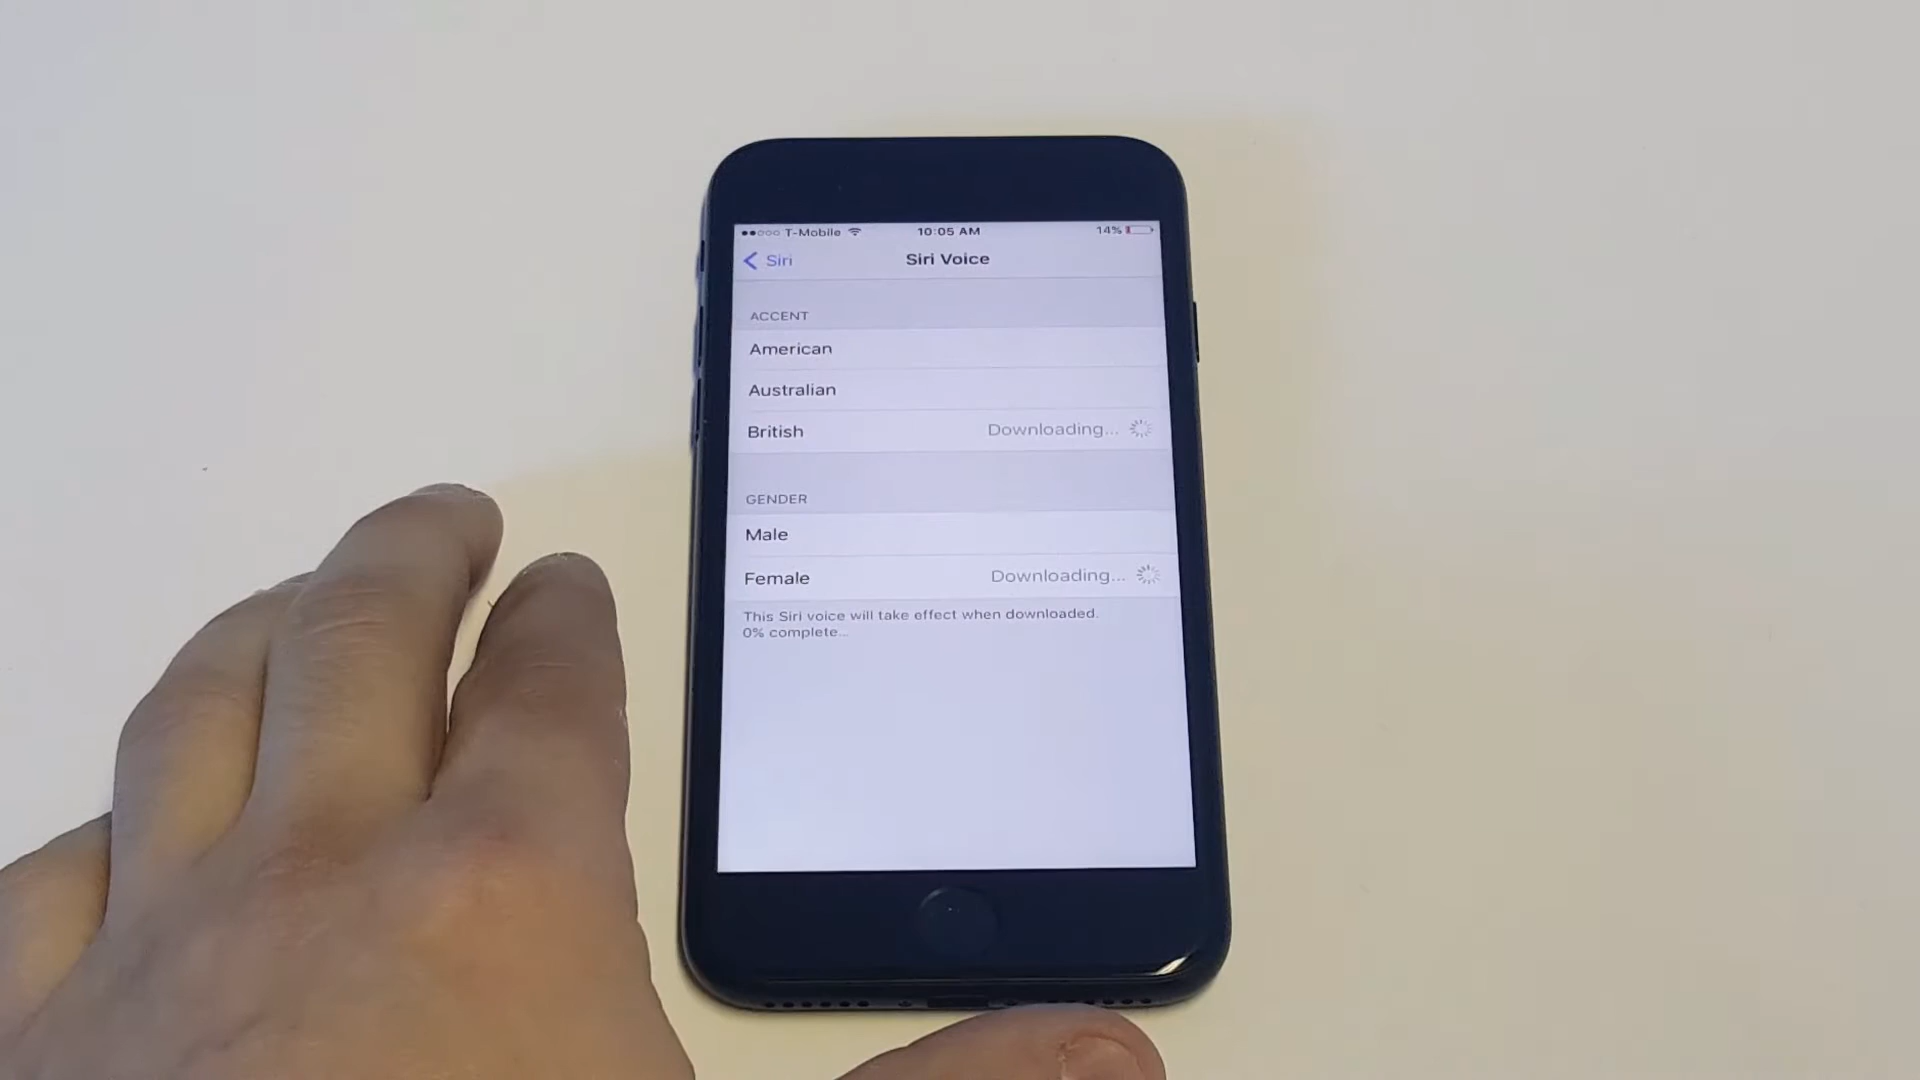 T-Mobile 10:05 AM 14%
Siri Siri Voice
ACCENT
American
Australian
British Downloading...
GENDER
Male
Female Downloading...
This Siri voice will take effect when downloaded.
0% complete...